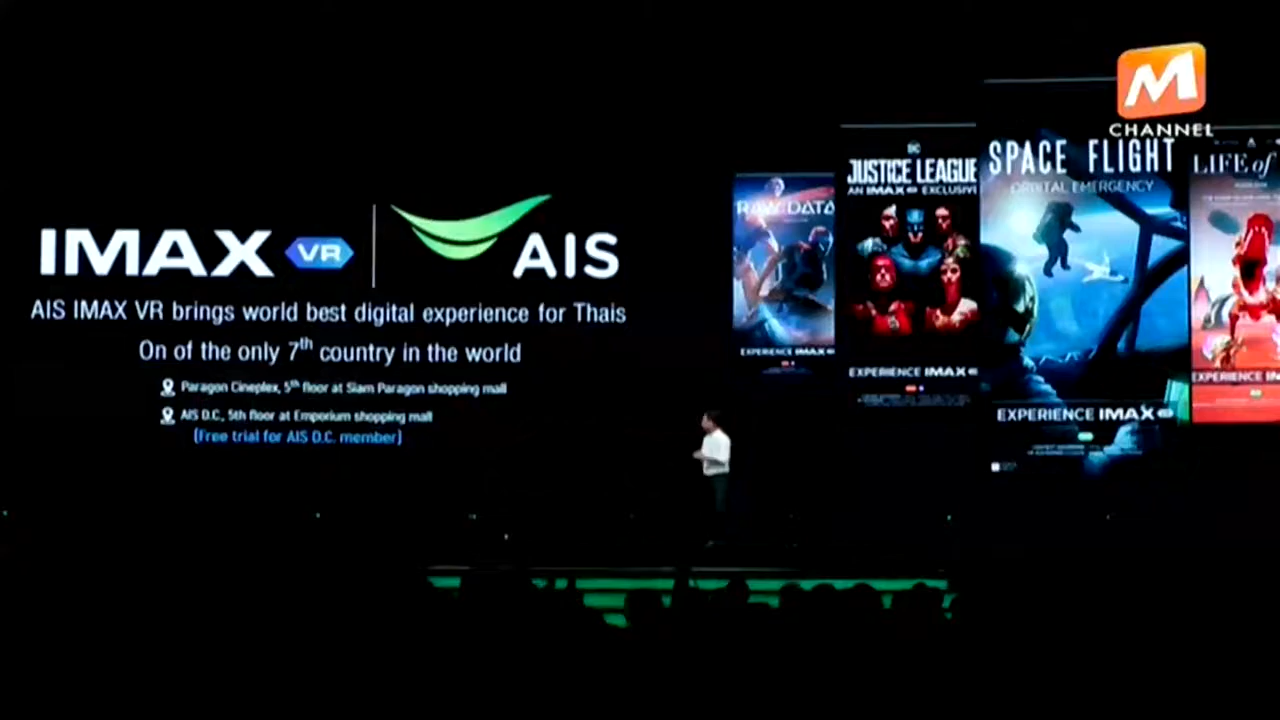 M
CHANNEL
IMAX VR
AIS
AIS IMAX VR brings world best digital experience for Thais
On of the only 7th country in the world
Paragon Cineplex, 5th floor at Siam Paragon shopping mall
AIS D.C., 5th floor at Emporium shopping mall
(Free trial for AIS D.C. member)
RAW DATA
EXPERIENCE IMAX
DC
JUSTICE LEAGUE
AN IMAX EXCLUSIVE
EXPERIENCE IMAX
SPACE FLIGHT
ORBITAL EMERGENCY
EXPERIENCE IMAX
LIFE of
EXPERIENCE IM